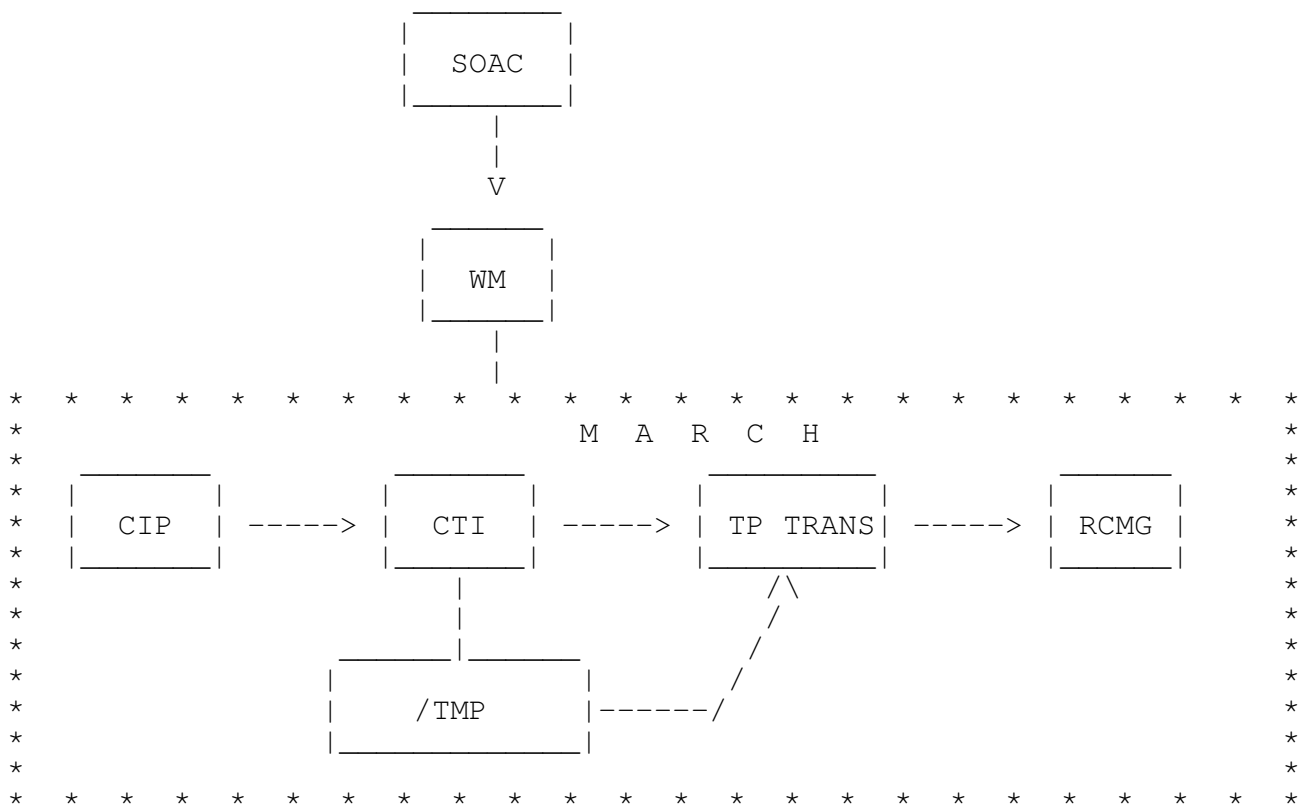 SOAC
V
WM
M A R C H
CIP -----> CTI -----> TP TRANS -----> RCMG
/TMP ------/